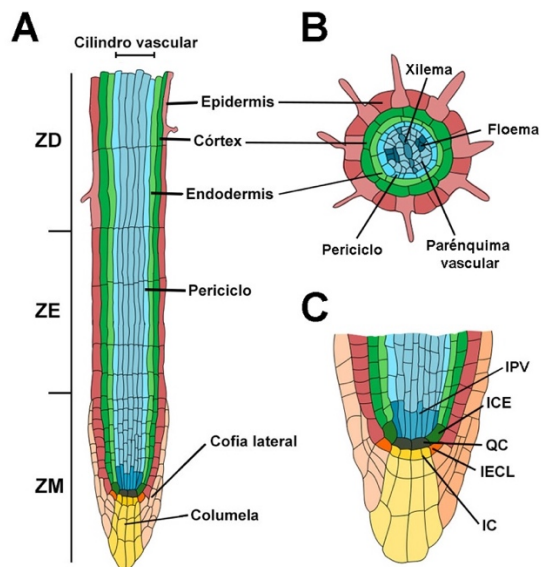 A
Cilindro vascular
ZD
ZE
ZM
Epidermis
Córtex
Endodermis
Periciclo
Cofia lateral
Columela
B
Xilema
Floema
Periciclo
Parénquima
vascular
C
IPV
ICE
QC
IECL
IC